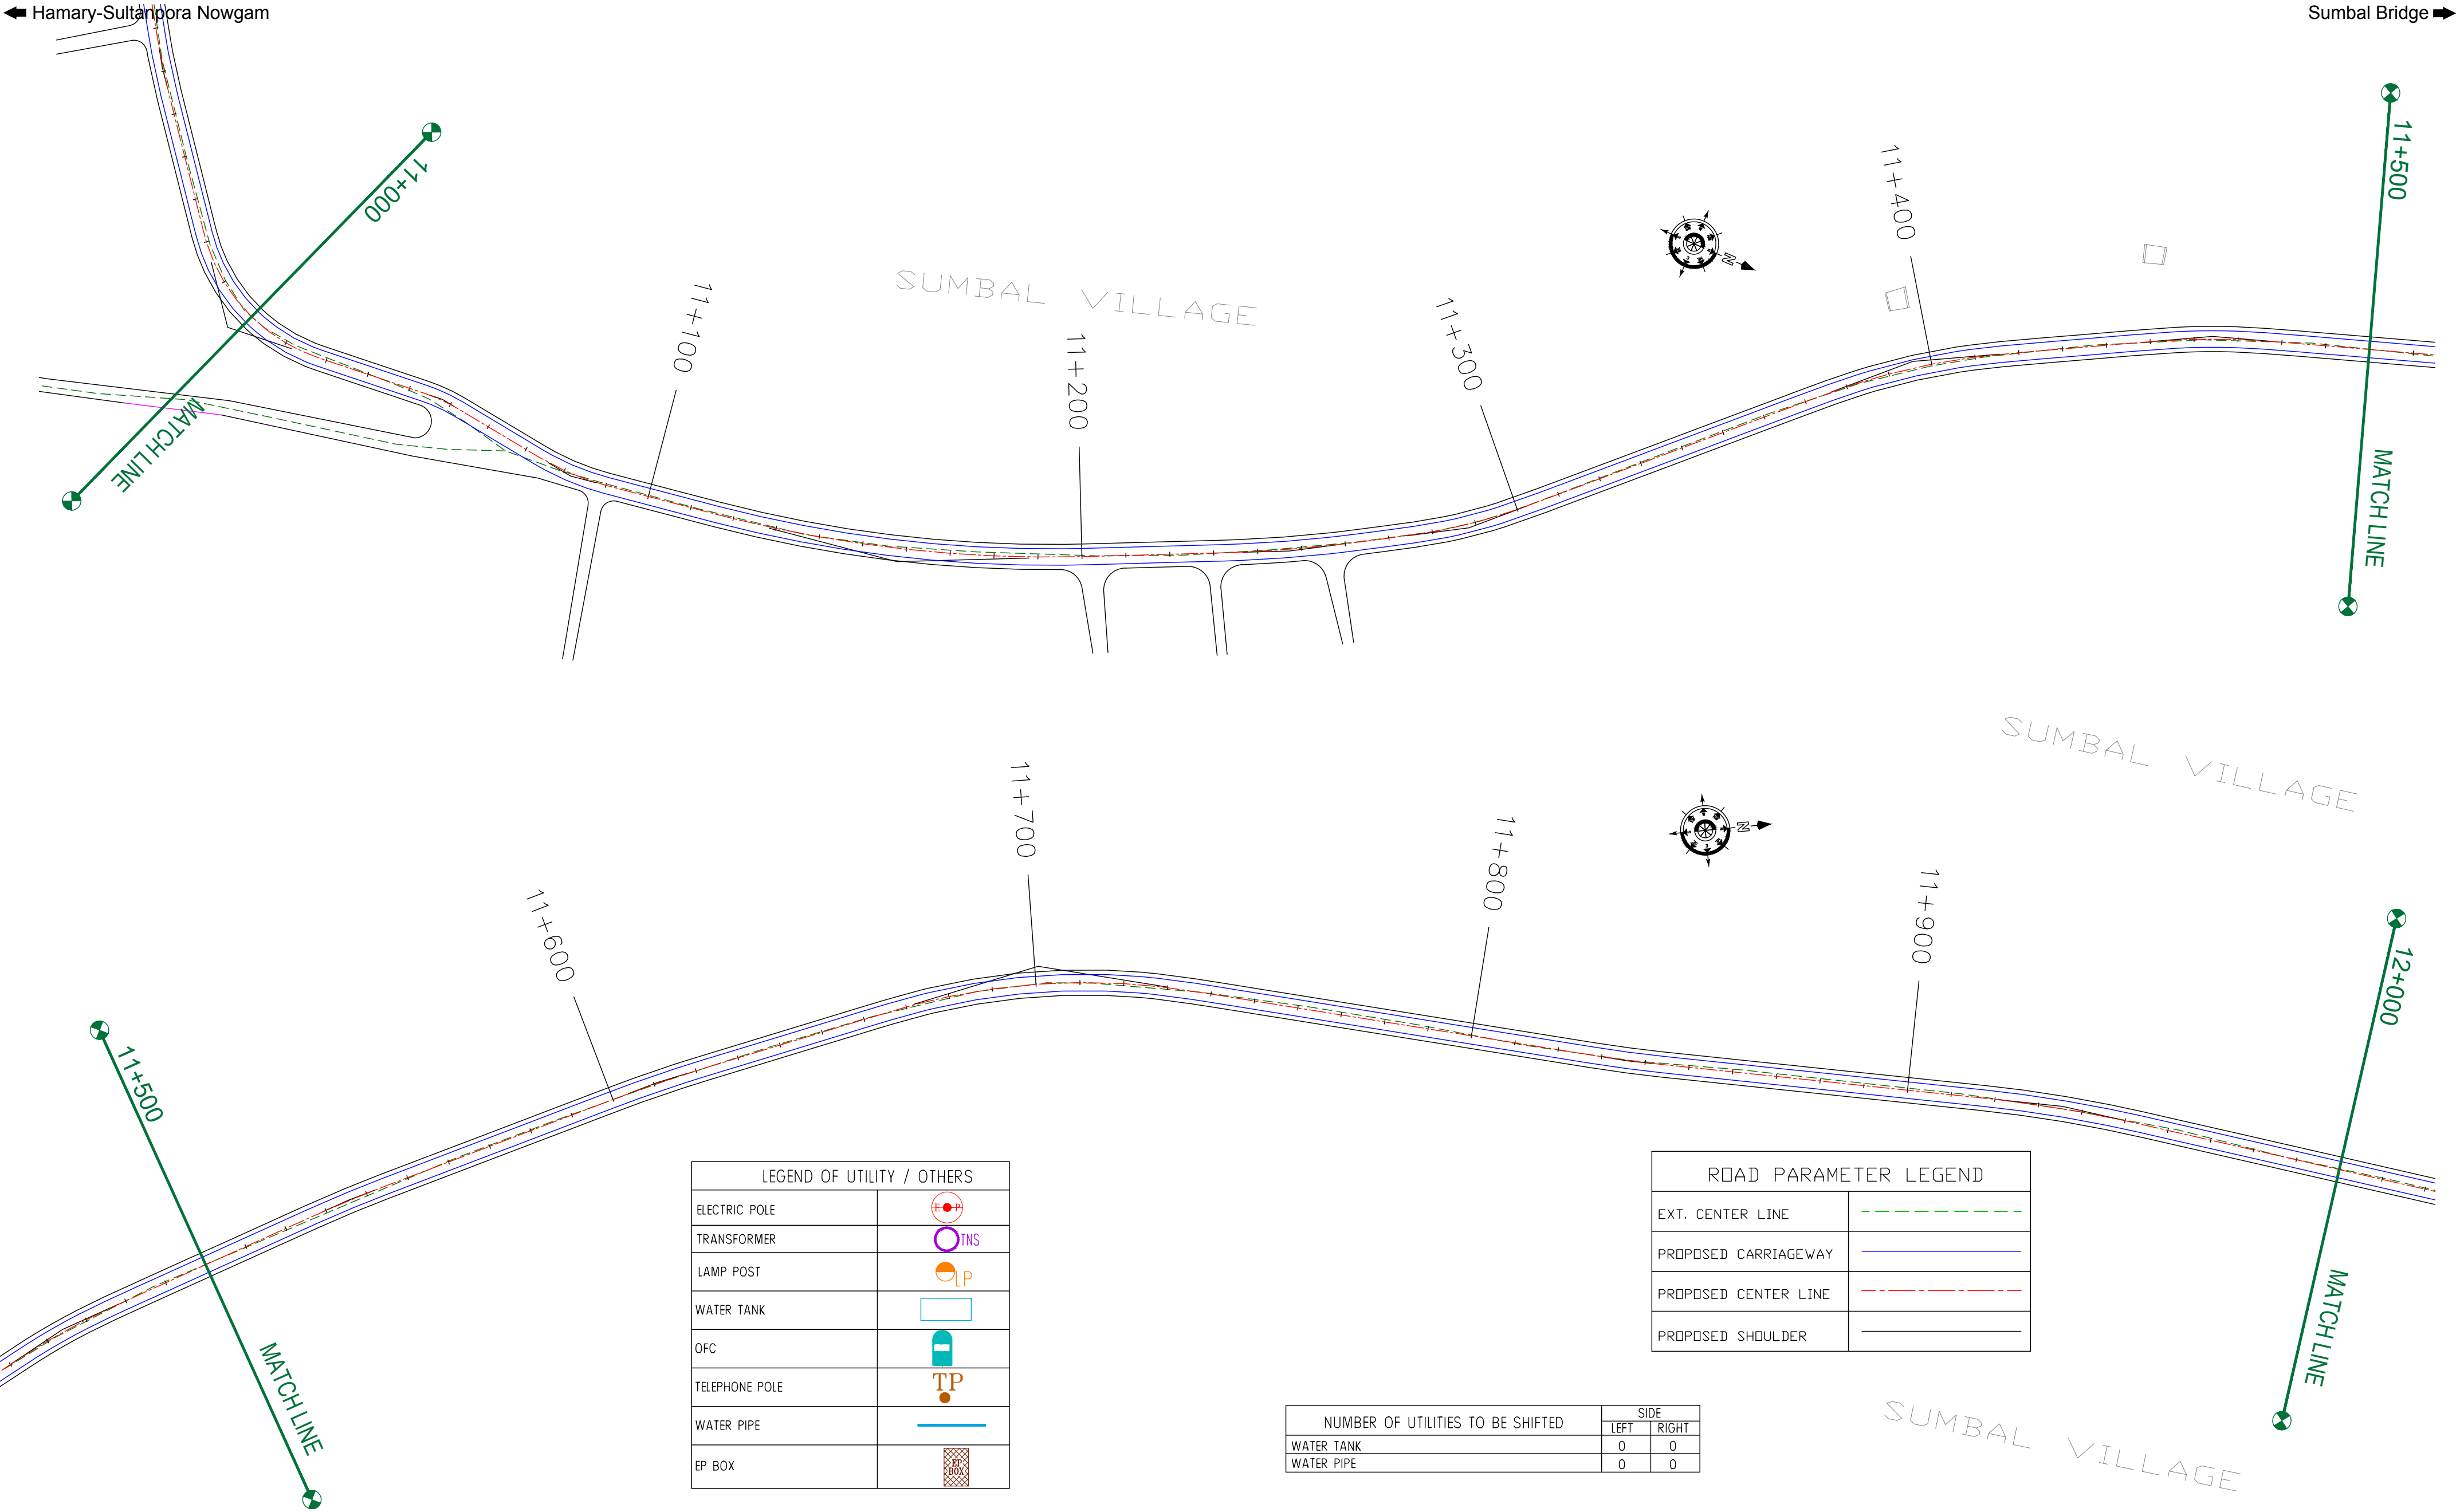 Hamary-Sultanpora Nowgam
Sumbal Bridge
11+000
MATCH LINE
11+100
SUMBAL VILLAGE
11+200
11+300
N
11+400
11+500
MATCH LINE
SUMBAL VILLAGE
11+500
MATCH LINE
11+600
11+700
11+800
N
11+900
12+000
MATCH LINE
LEGEND OF UTILITY / OTHERS
ELECTRIC POLE E P
TRANSFORMER TNS
LAMP POST LP
WATER TANK
OFC
TELEPHONE POLE TP
WATER PIPE
EP BOX EP BOX
ROAD PARAMETER LEGEND
EXT. CENTER LINE
PROPOSED CARRIAGEWAY
PROPOSED CENTER LINE
PROPOSED SHOULDER
NUMBER OF UTILITIES TO BE SHIFTED SIDE
LEFT RIGHT
WATER TANK 0 0
WATER PIPE 0 0
SUMBAL VILLAGE